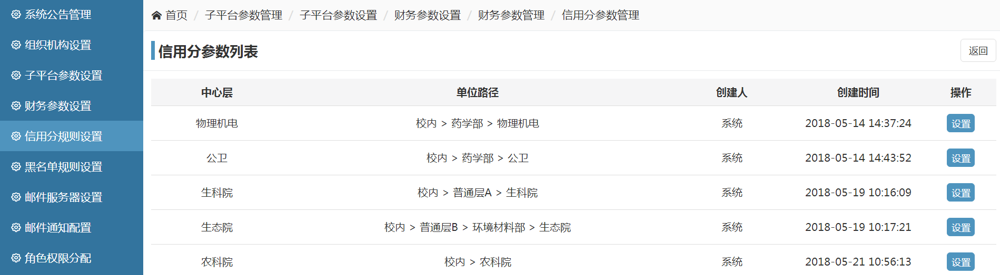 系统公告管理
组织机构设置
子平台参数设置
财务参数设置
信用分规则设置
黑名单规则设置
邮件服务器设置
邮件通知配置
角色权限分配
首页 / 子平台参数管理 / 子平台参数设置 / 财务参数设置 / 财务参数管理 / 信用分参数管理
信用分参数列表 返回
中心层 单位路径 创建人 创建时间 操作
物理机电 校内 > 药学部 > 物理机电 系统 2018-05-14 14:37:24 设置
公卫 校内 > 药学部 > 公卫 系统 2018-05-14 14:43:52 设置
生科院 校内 > 普通层A > 生科院 系统 2018-05-19 10:16:09 设置
生态院 校内 > 普通层B > 环境材料部 > 生态院 系统 2018-05-19 10:17:21 设置
农科院 校内 > 农科院 系统 2018-05-21 10:56:13 设置